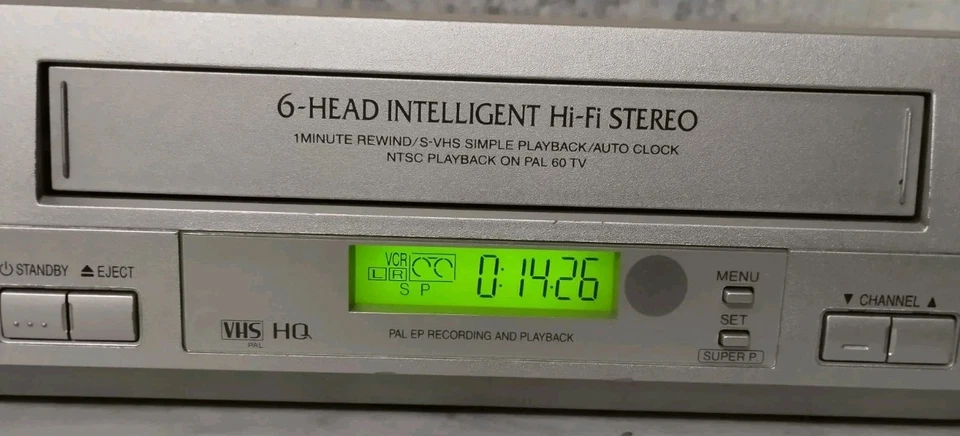 6-HEAD INTELLIGENT Hi-Fi STEREO
1MINUTE REWIND/S-VHS SIMPLE PLAYBACK/AUTO CLOCK
NTSC PLAYBACK ON PAL 60 TV
STANDBY EJECT
VCR
L R
0:14:26
S P
MENU
SET
SUPER P.
▼ CHANNEL ▲
VHS HQ
PAL
PAL EP RECORDING AND PLAYBACK